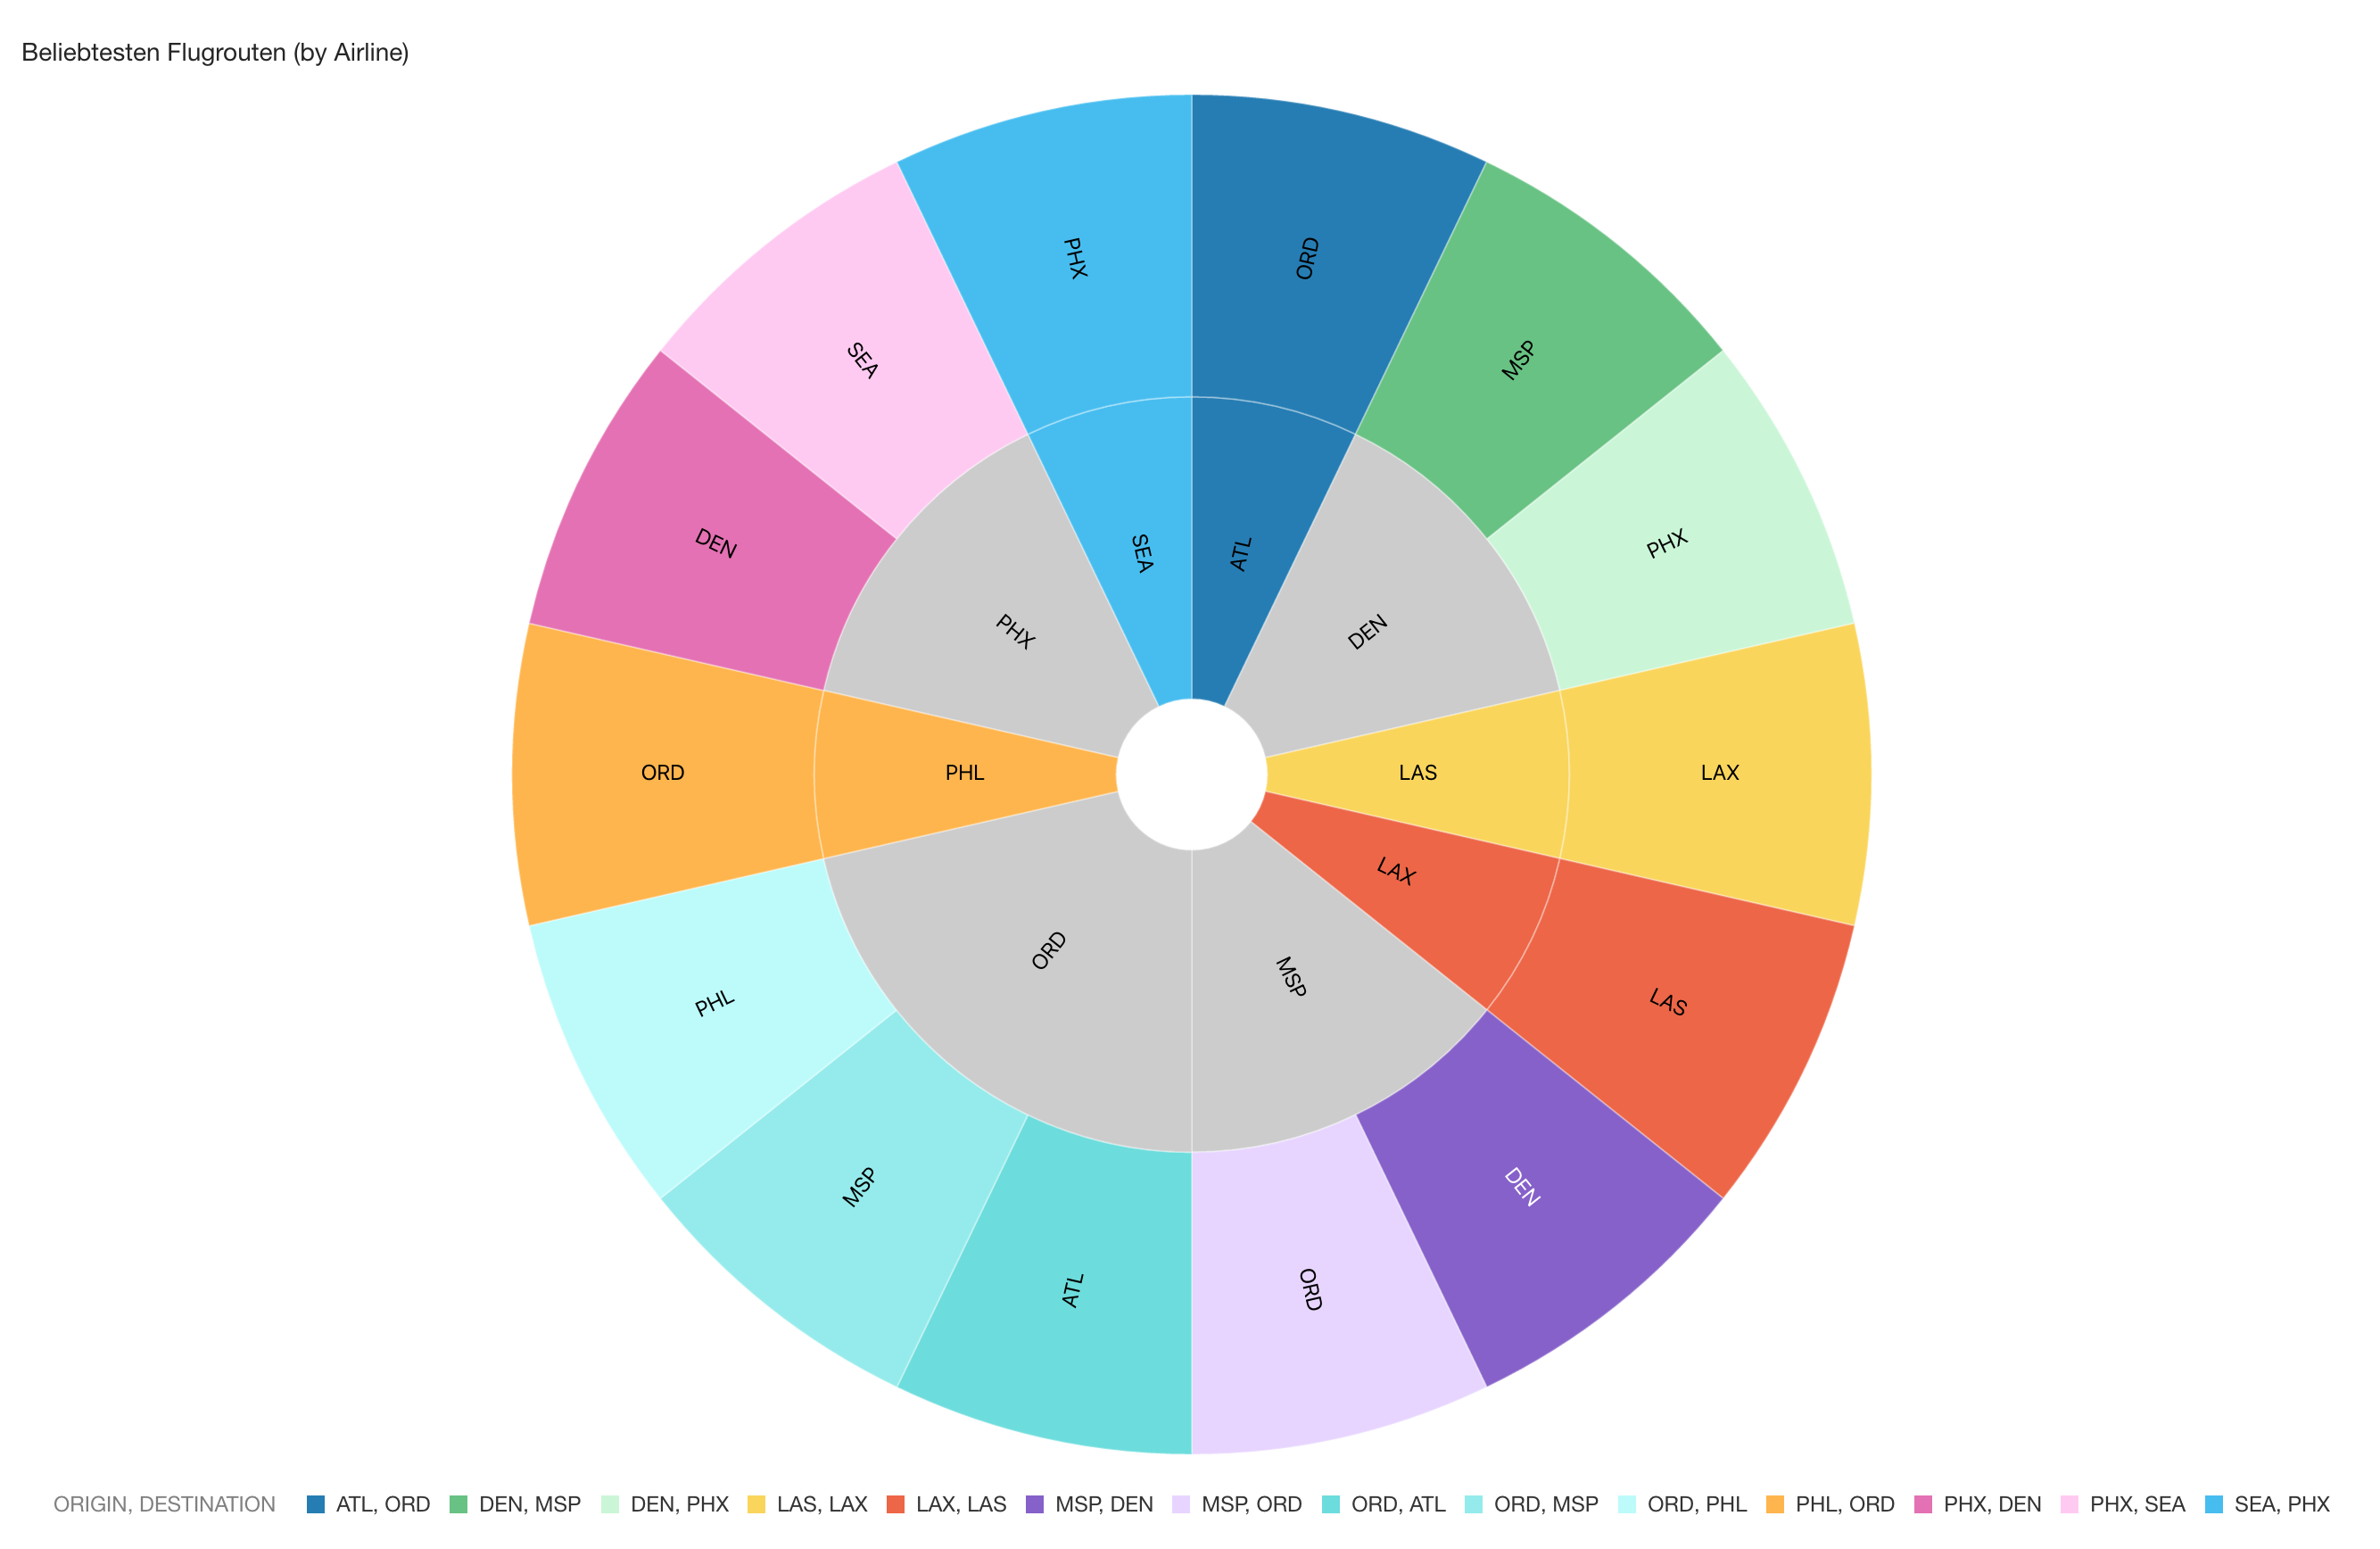 Beliebtesten Flugrouten (by Airline)
PHX
ORD
SEA
MSP
DEN
PHX
SEA
ATL
PHX
DEN
ORD
PHL
LAS
LAX
LAX
ORD
MSP
PHL
LAS
MSP
DEN
ATL
ORD
ORIGIN, DESTINATION ATL, ORD DEN, MSP DEN, PHX LAS, LAX LAX, LAS MSP, DEN MSP, ORD ORD, ATL ORD, MSP ORD, PHL PHL, ORD PHX, DEN PHX, SEA SEA, PHX